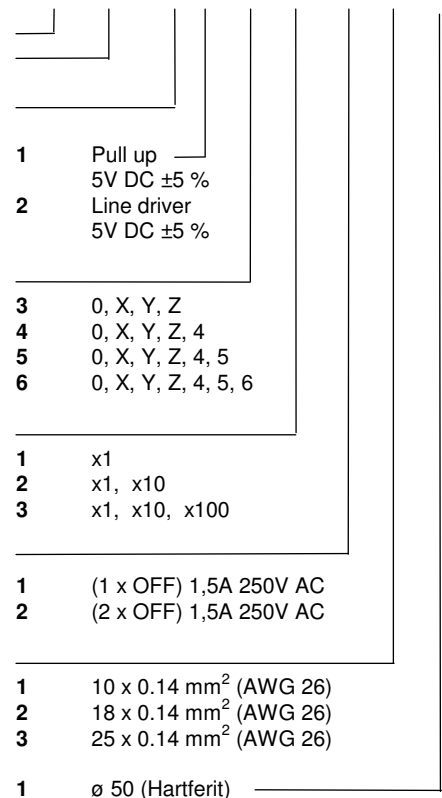 1 Pull up
5V DC ±5 %
2 Line driver
5V DC ±5 %
3 0, X, Y, Z
4 0, X, Y, Z, 4
5 0, X, Y, Z, 4, 5
6 0, X, Y, Z, 4, 5, 6
1 x1
2 x1, x10
3 x1, x10, x100
1 (1 x OFF) 1,5A 250V AC
2 (2 x OFF) 1,5A 250V AC
1 10 x 0.14 mm² (AWG 26)
2 18 x 0.14 mm² (AWG 26)
3 25 x 0.14 mm² (AWG 26)
1 ø 50 (Hartferit)